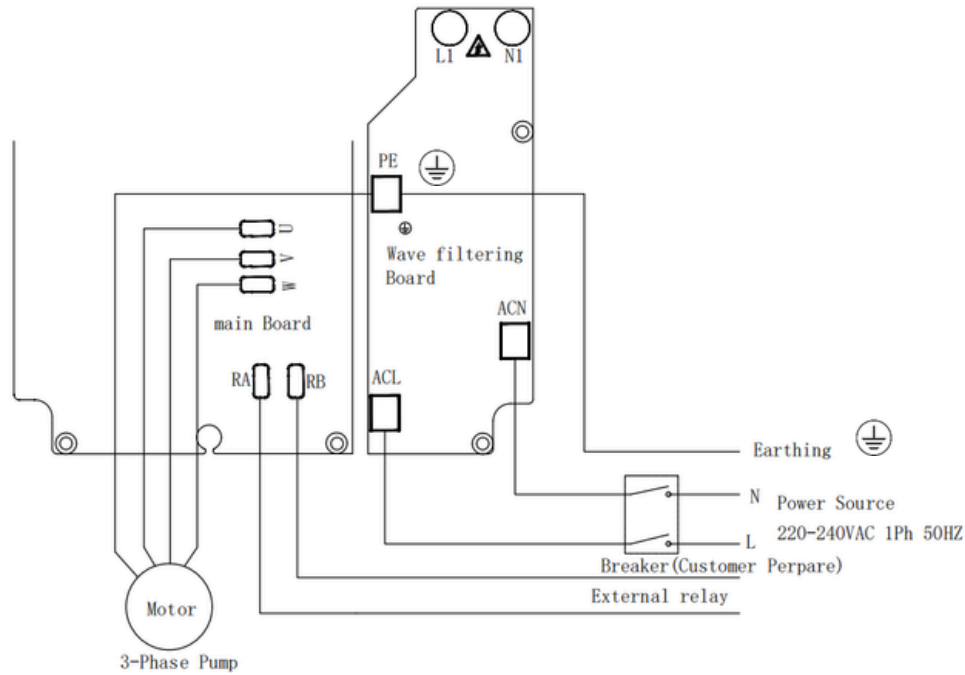 L1
N1
PE
U
V
W
Wave filtering
Board
main Board
ACN
RA
RB
ACL
Earthing
N
Power Source
L
220-240VAC 1Ph 50HZ
Breaker(Customer Perpare)
External relay
Motor
3-Phase Pump